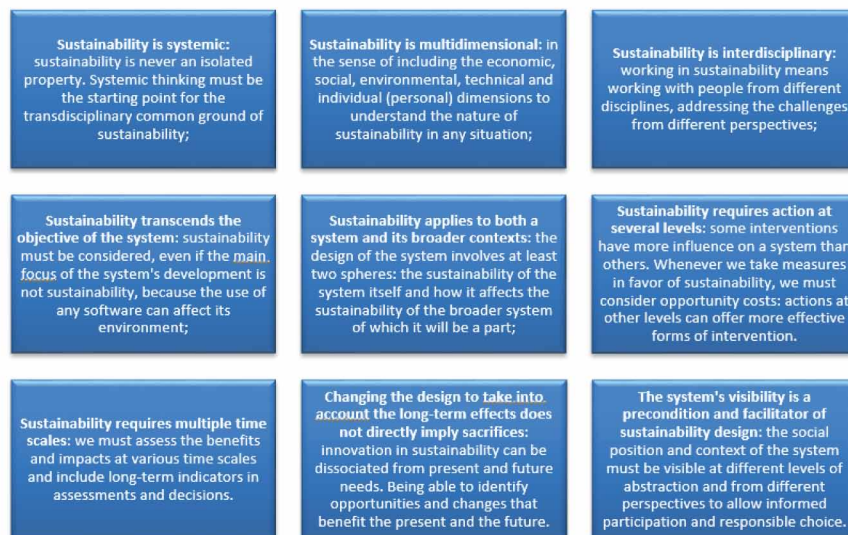 Sustainability is systemic:
sustainability is never an isolated
property. Systemic thinking must be
the starting point for the
transdisciplinary common ground of
sustainability;
Sustainability is multidimensional: in
the sense of including the economic,
social, environmental, technical and
individual (personal) dimensions to
understand the nature of
sustainability in any situation;
Sustainability is interdisciplinary:
working in sustainability means
working with people from different
disciplines, addressing the challenges
from different perspectives;
Sustainability transcends the
objective of the system: sustainability
must be considered, even if the main
focus of the system's development is
not sustainability, because the use of
any software can affect its
environment;
Sustainability applies to both a
system and its broader contexts: the
design of the system involves at least
two spheres: the sustainability of the
system itself and how it affects the
sustainability of the broader system
of which it will be a part;
Sustainability requires action at
several levels: some interventions
have more influence on a system than
others. Whenever we take measures
in favor of sustainability, we must
consider opportunity costs: actions at
other levels can offer more effective
forms of intervention.
Sustainability requires multiple time
scales: we must assess the benefits
and impacts at various time scales
and include long-term indicators in
assessments and decisions.
Changing the design to take into
account the long-term effects does
not directly imply sacrifices:
innovation in sustainability can be
dissociated from present and future
needs. Being able to identify
opportunities and changes that
benefit the present and the future.
The system's visibility is a
precondition and facilitator of
sustainability design: the social
position and context of the system
must be visible at different levels of
abstraction and from different
perspectives to allow informed
participation and responsible choice.